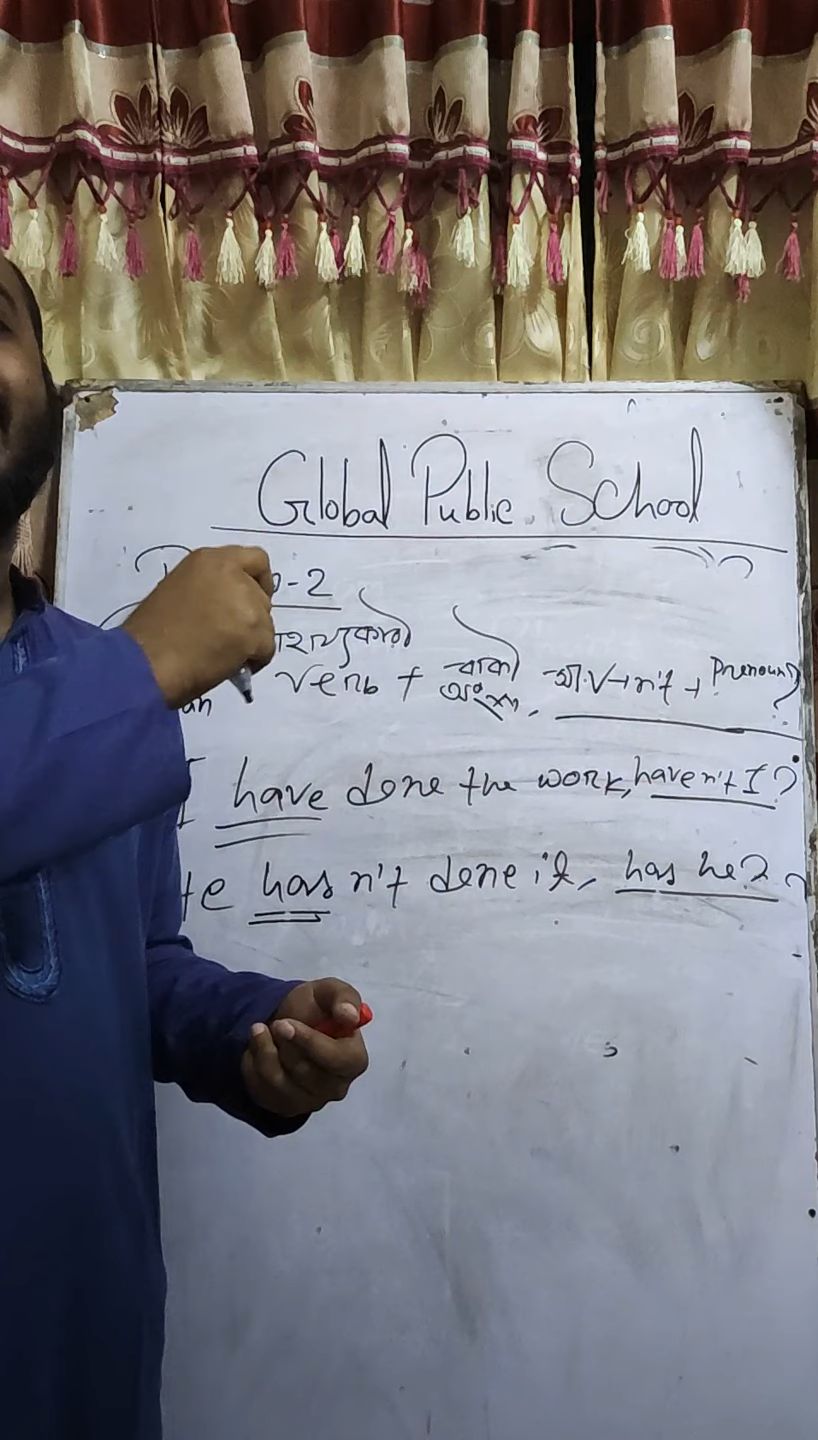 Global Public School
-2
সাহায্যকারী
verb + বাকী অংশ, সা.v→n't + Pronoun?
I have done the work, haven't I?
He hasn't done it, has he?